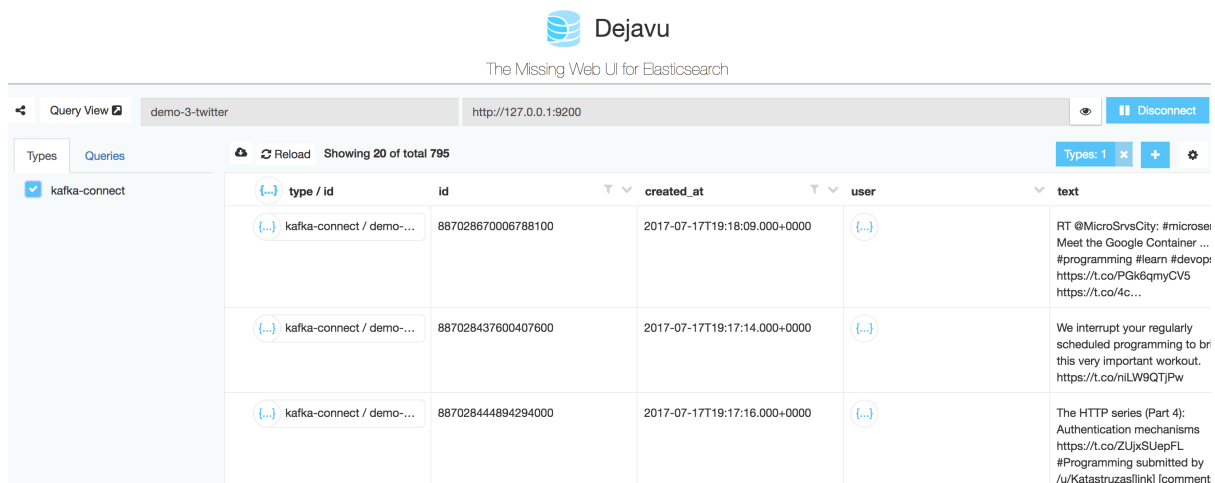 Dejavu
The Missing Web UI for Elasticsearch
Query View
demo-3-twitter
http://127.0.0.1:9200
Disconnect
Types
Queries
Reload
Showing 20 of total 795
Types: 1
kafka-connect
{...} type / id
id
created_at
user
text
{...} kafka-connect / demo-...
887028670006788100
2017-07-17T19:18:09.000+0000
{...}
RT @MicroSrvsCity: #microser
Meet the Google Container ...
#programming #learn #devops
https://t.co/PGk6qmyCV5
https://t.co/4c…
{...} kafka-connect / demo-...
887028437600407600
2017-07-17T19:17:14.000+0000
{...}
We interrupt your regularly
scheduled programming to bri
this very important workout.
https://t.co/niLW9QTjPw
{...} kafka-connect / demo-...
887028444894294000
2017-07-17T19:17:16.000+0000
{...}
The HTTP series (Part 4):
Authentication mechanisms
https://t.co/ZUjxSUepFL
#Programming submitted by
/u/Katastruzas[link] [comments